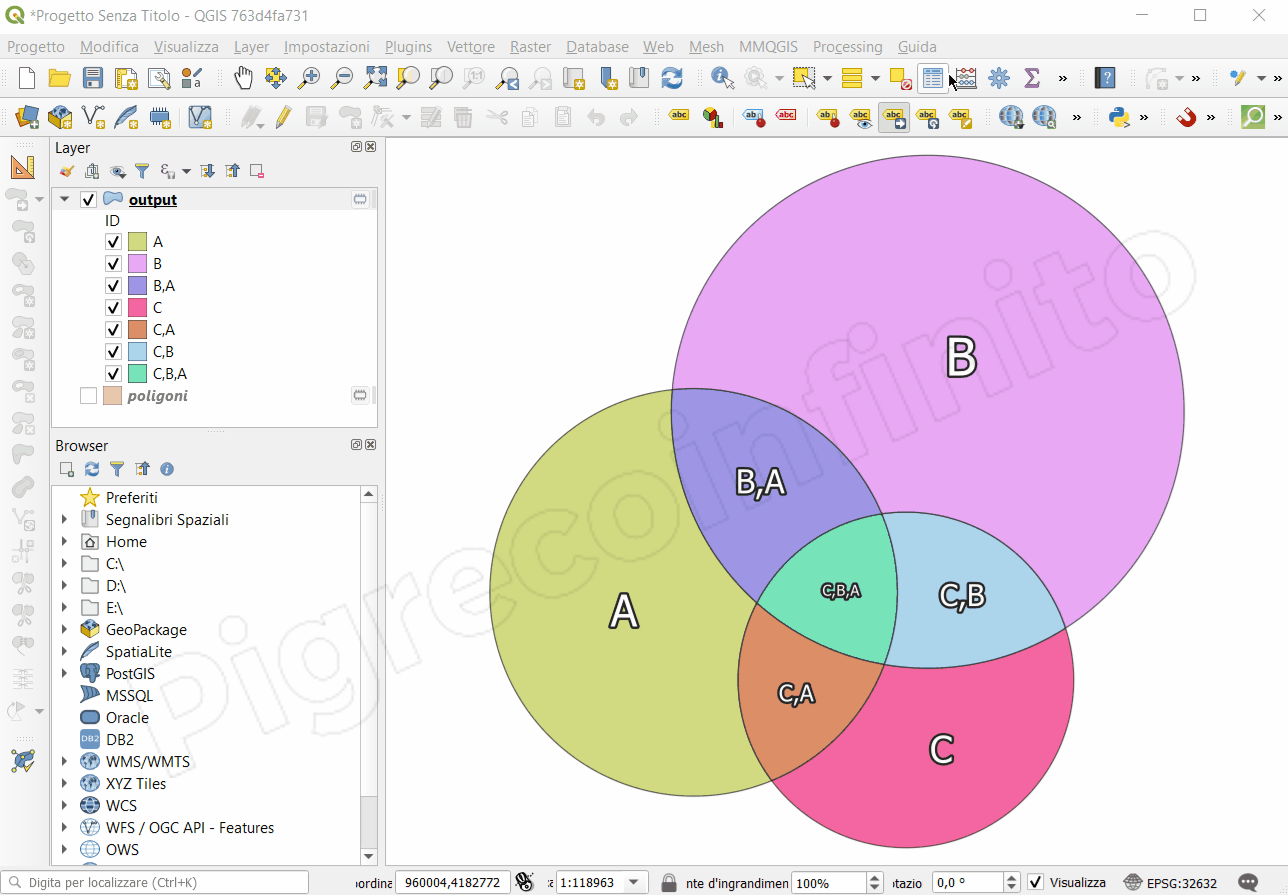 *Progetto Senza Titolo - QGIS 763d4fa731
Progetto Modifica Visualizza Layer Impostazioni Plugins Vettore Raster Database Web Mesh MMQGIS Processing Guida
Layer
output
ID
A
B
B,A
C
C,A
C,B
C,B,A
poligoni
Browser
Preferiti
Segnalibri Spaziali
Home
C:\
D:\
E:\
GeoPackage
SpatiaLite
PostGIS
MSSQL
Oracle
DB2
WMS/WMTS
XYZ Tiles
WCS
WFS / OGC API - Features
OWS
B
B,A
C,B,A
C,B
A
C,A
C
Pigrecoinfinito
Digita per localizzare (Ctrl+K) ordina 960004,4182772 1:118963 nte d'ingrandimen 100% otazio 0,0 ° Visualizza EPSG:32632